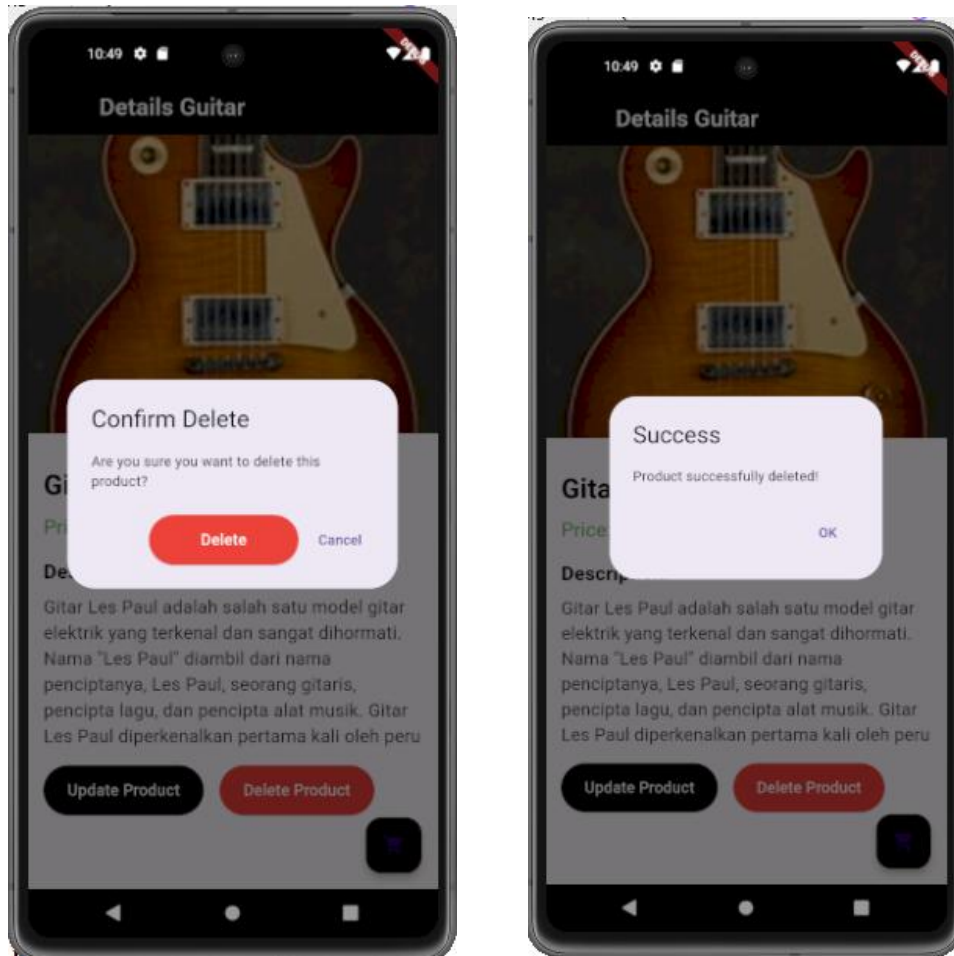 10:49
DEBUG
Details Guitar
Confirm Delete
Are you sure you want to delete this
product?
Delete
Cancel
Gi
Pri
De
Gitar Les Paul adalah salah satu model gitar
elektrik yang terkenal dan sangat dihormati.
Nama "Les Paul" diambil dari nama
penciptanya, Les Paul, seorang gitaris,
pencipta lagu, dan pencipta alat musik. Gitar
Les Paul diperkenalkan pertama kali oleh peru
Update Product
Delete Product
10:49
Details Guitar
Success
Product successfully deleted!
OK
Gita
Price
Descrip
Gitar Les Paul adalah salah satu model gitar
elektrik yang terkenal dan sangat dihormati.
Nama "Les Paul" diambil dari nama
penciptanya, Les Paul, seorang gitaris,
pencipta lagu, dan pencipta alat musik. Gitar
Les Paul diperkenalkan pertama kali oleh peru
Update Product
Delete Product